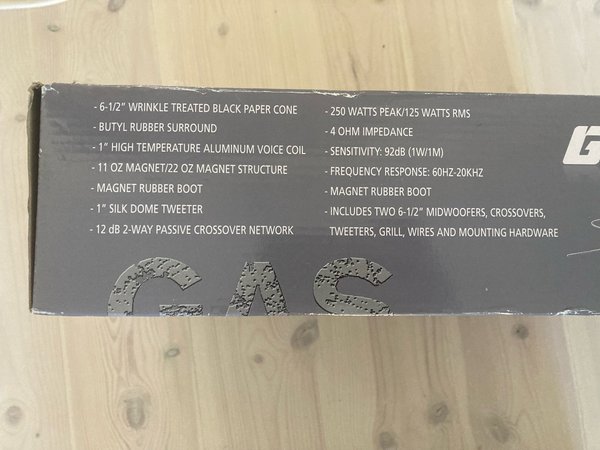 - 6-1/2" WRINKLE TREATED BLACK PAPER CONE
- BUTYL RUBBER SURROUND
- 1" HIGH TEMPERATURE ALUMINUM VOICE COIL
- 11 OZ MAGNET/22 OZ MAGNET STRUCTURE
- MAGNET RUBBER BOOT
- 1" SILK DOME TWEETER
- 12 dB 2-WAY PASSIVE CROSSOVER NETWORK
- 250 WATTS PEAK/125 WATTS RMS
- 4 OHM IMPEDANCE
- SENSITIVITY: 92dB (1W/1M)
- FREQUENCY RESPONSE: 60HZ-20KHZ
- MAGNET RUBBER BOOT
- INCLUDES TWO 6-1/2" MIDWOOFERS, CROSSOVERS,
TWEETERS, GRILL, WIRES AND MOUNTING HARDWARE
G
GAS